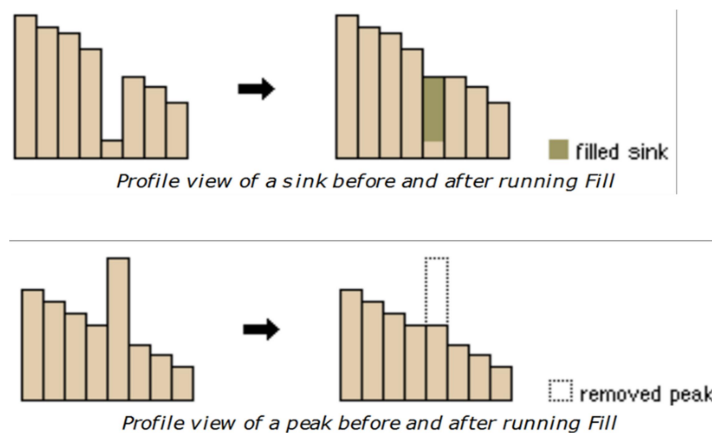 filled sink
Profile view of a sink before and after running Fill
removed peak
Profile view of a peak before and after running Fill